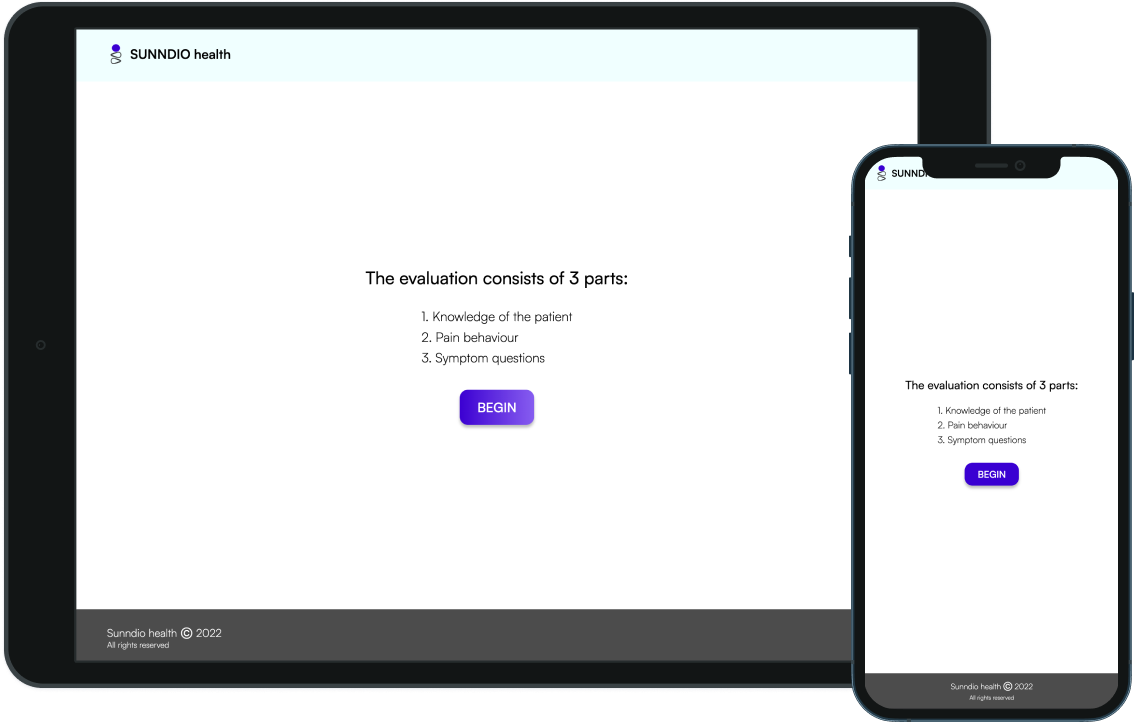 SUNNDIO health
The evaluation consists of 3 parts:
1. Knowledge of the patient
2. Pain behaviour
3. Symptom questions
BEGIN
Sunndio health © 2022
All rights reserved
SUNND
The evaluation consists of 3 parts:
1. Knowledge of the patient
2. Pain behaviour
3. Symptom questions
BEGIN
Sunndio health © 2022
All rights reserved